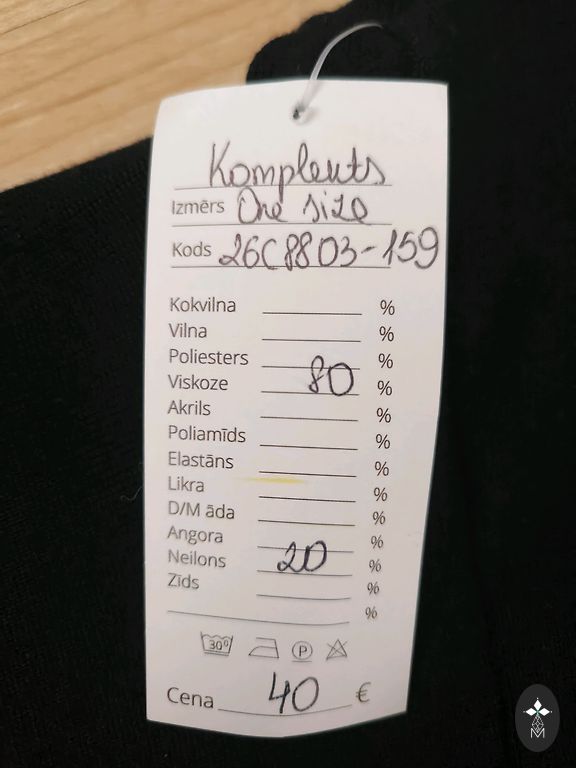 Komplekts
Izmērs One size
Kods 26C8803-159
Kokvilna %
Vilna %
Poliesters %
Viskoze 80 %
Akrils %
Poliamīds %
Elastāns %
Likra %
D/M āda %
Angora %
Neilons 20 %
Zīds %
%
30° P
Cena 40 €
M